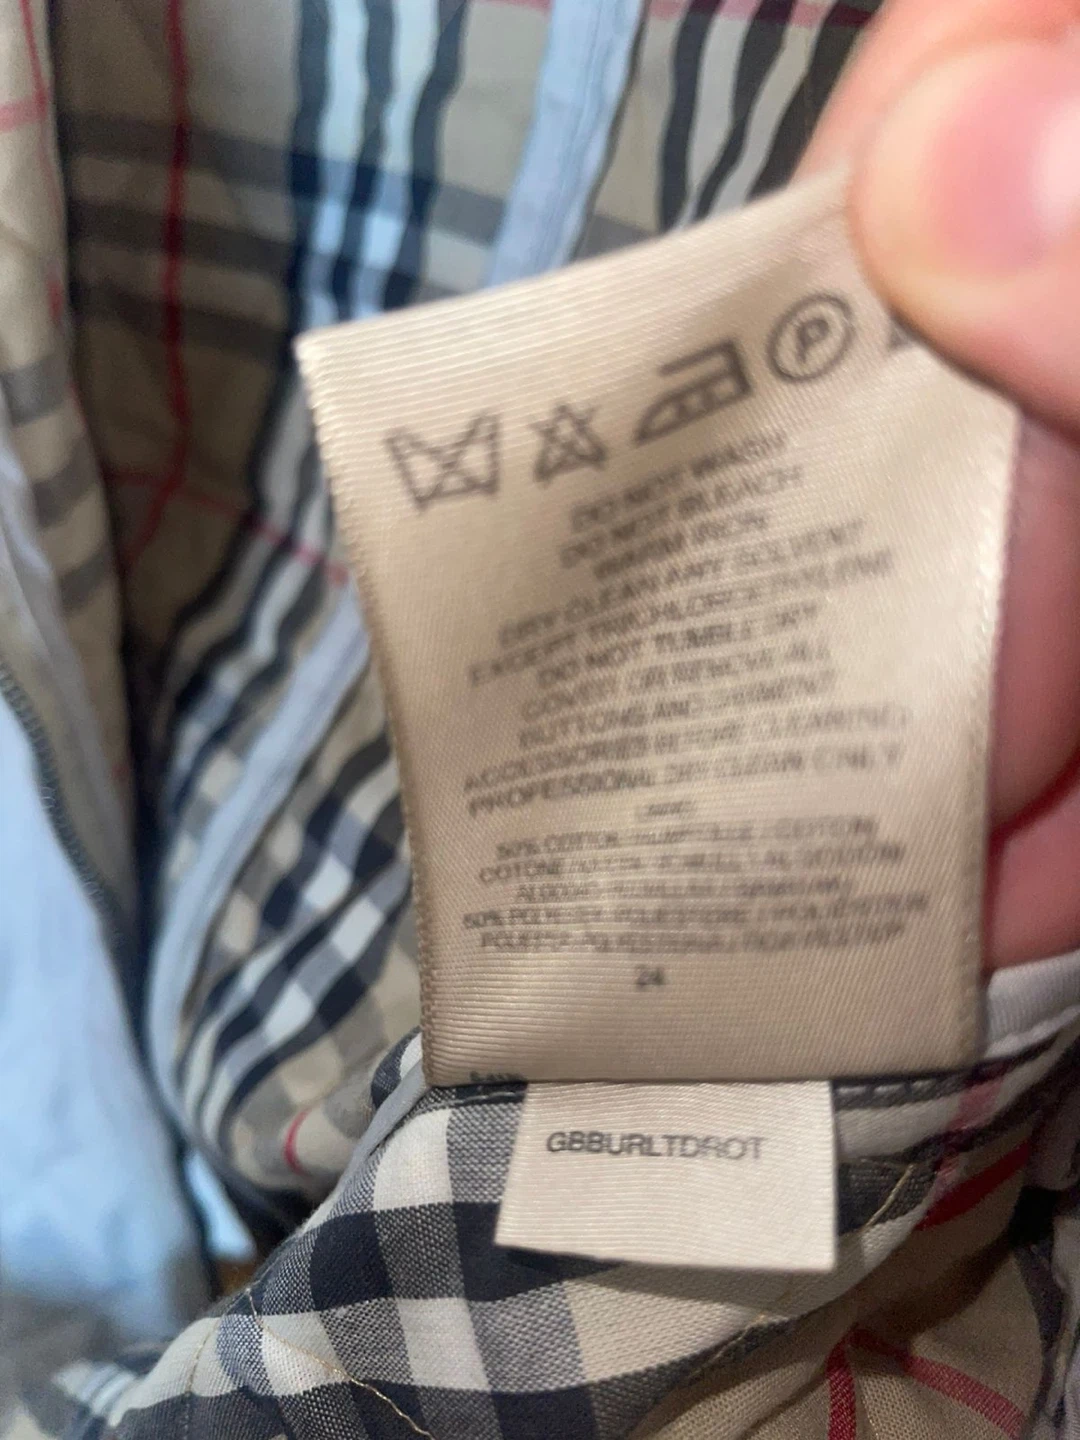 P
DO NOT WASH
DO NOT BLEACH
WARM IRON
DRY CLEAN ANY SOLVENT
EXCEPT TRICHLOROETHYLENE
DO NOT TUMBLE DRY
COVER OR REMOVE ALL
BUTTONS AND GARMENT
ACCESSORIES BEFORE CLEANING
PROFESSIONAL DRY CLEAN ONLY
50% COTTON / COTTON
COTONE
50% POLYESTER
24
GBBURLTDROT